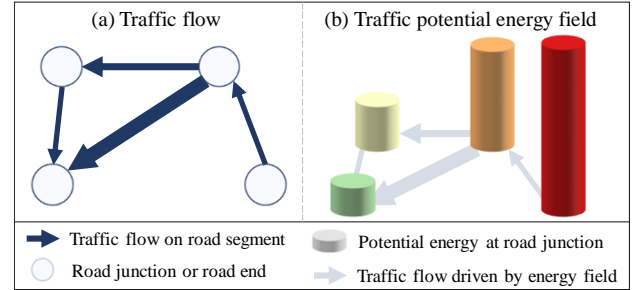 (a) Traffic flow
(b) Traffic potential energy field
Traffic flow on road segment
Road junction or road end
Potential energy at road junction
Traffic flow driven by energy field